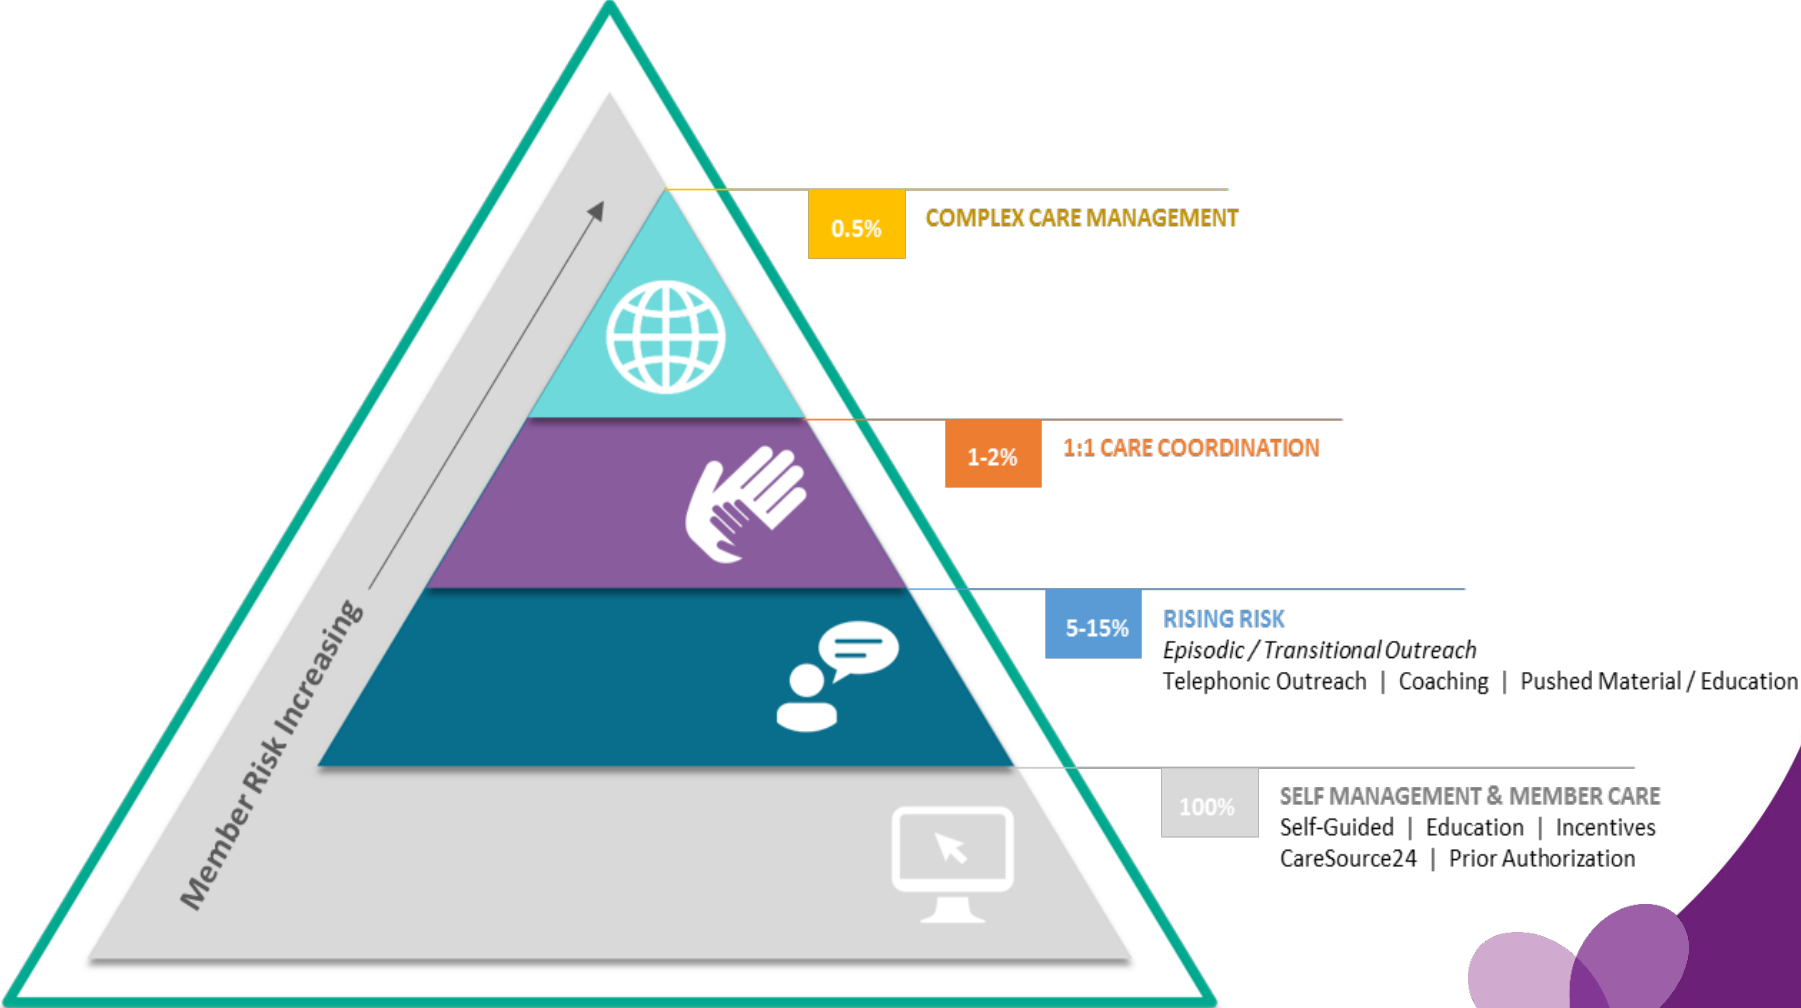 0.5%
COMPLEX CARE MANAGEMENT
1-2%
1:1 CARE COORDINATION
5-15%
RISING RISK
Episodic / Transitional Outreach
Telephonic Outreach | Coaching | Pushed Material / Education
Member Risk Increasing
100%
SELF MANAGEMENT & MEMBER CARE
Self-Guided | Education | Incentives
CareSource24 | Prior Authorization